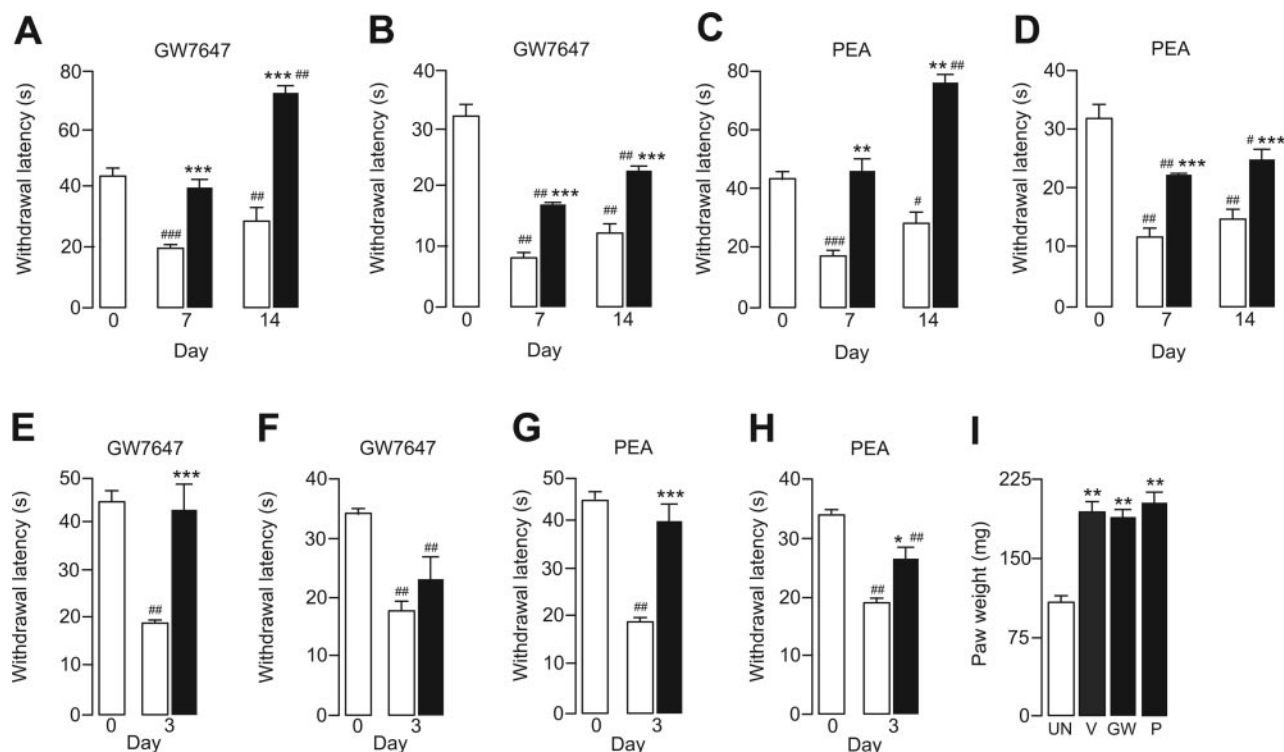 A
GW7647
Withdrawal latency (s)
80
60
40
20
0
###
***
##
*** ##
0 7 14
Day
B
GW7647
Withdrawal latency (s)
40
30
20
10
0
##
## ***
##
## ***
0 7 14
Day
C
PEA
Withdrawal latency (s)
80
60
40
20
0
###
**
#
** ##
0 7 14
Day
D
PEA
Withdrawal latency (s)
40
30
20
10
0
##
## ***
##
# ***
0 7 14
Day
E
GW7647
Withdrawal latency (s)
50
40
30
20
10
0
##
***
0 3
Day
F
GW7647
Withdrawal latency (s)
40
30
20
10
0
##
##
0 3
Day
G
PEA
Withdrawal latency (s)
50
40
30
20
10
0
##
***
0 3
Day
H
PEA
Withdrawal latency (s)
40
30
20
10
0
##
* ##
0 3
Day
I
Paw weight (mg)
225
150
75
0
**
**
**
UN V GW P